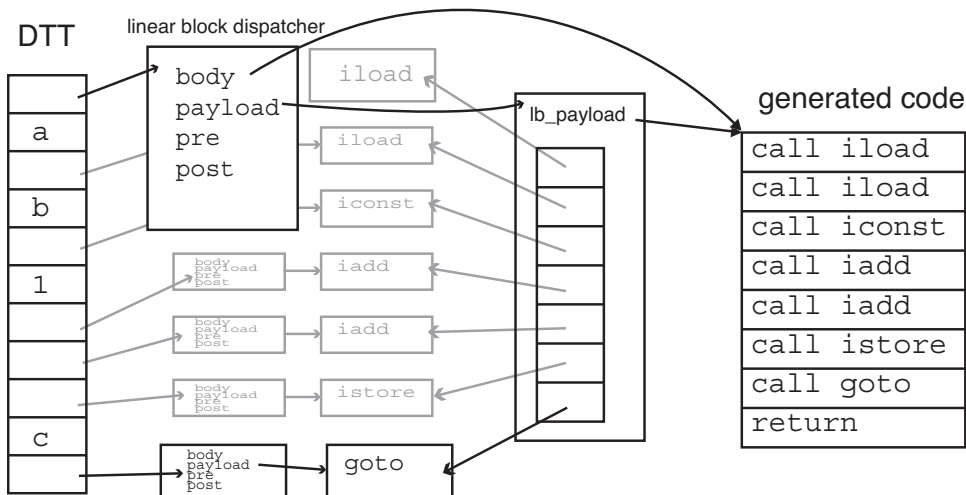 DTT
linear block dispatcher
generated code
body
payload
pre
post
iload
lb_payload
a
iload
b
iconst
body
payload
pre
post
iadd
1
body
payload
pre
post
iadd
body
payload
pre
post
istore
c
body
payload
pre
post
goto
call iload
call iload
call iconst
call iadd
call iadd
call istore
call goto
return